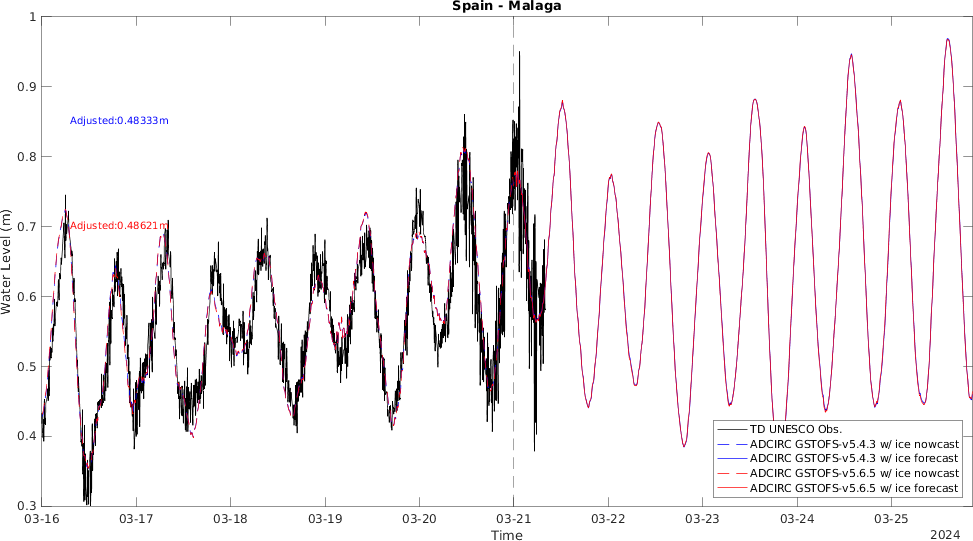 Spain - Malaga
1
0.9
0.8
0.7
0.6
0.5
0.4
0.3
Water Level (m)
Adjusted:0.48333m
Adjusted:0.48621m
TD UNESCO Obs.
ADCIRC GSTOFS-v5.4.3 w/ ice nowcast
ADCIRC GSTOFS-v5.4.3 w/ ice forecast
ADCIRC GSTOFS-v5.6.5 w/ ice nowcast
ADCIRC GSTOFS-v5.6.5 w/ ice forecast
03-16 03-17 03-18 03-19 03-20 03-21 03-22 03-23 03-24 03-25
Time
2024